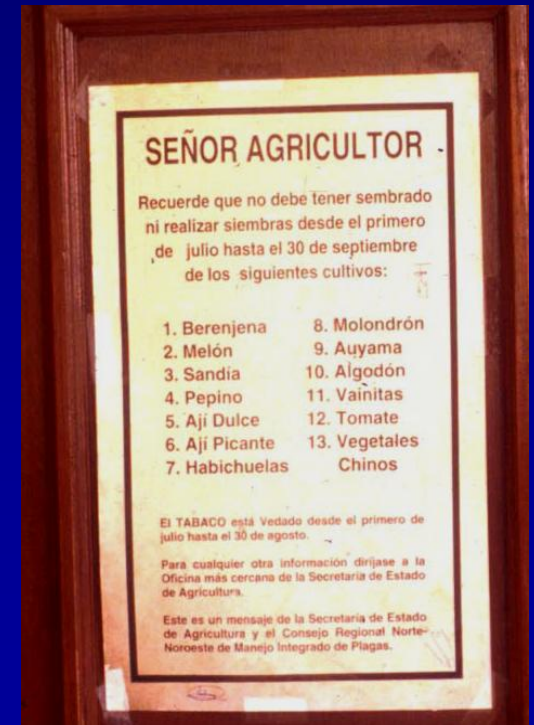 SEÑOR AGRICULTOR
Recuerde que no debe tener sembrado
ni realizar siembras desde el primero
de julio hasta el 30 de septiembre
de los siguientes cultivos:
1. Berenjena
2. Melón
3. Sandía
4. Pepino
5. Ají Dulce
6. Ají Picante
7. Habichuelas
8. Molondrón
9. Auyama
10. Algodón
11. Vainitas
12. Tomate
13. Vegetales
Chinos
El TABACO está Vedado desde el primero de
julio hasta el 30 de agosto.
Para cualquier otra información diríjase a la
Oficina más cercana de la Secretaría de Estado
de Agricultura.
Este es un mensaje de la Secretaría de Estado
de Agricultura y el Consejo Regional Norte-
Noroeste de Manejo Integrado de Plagas.